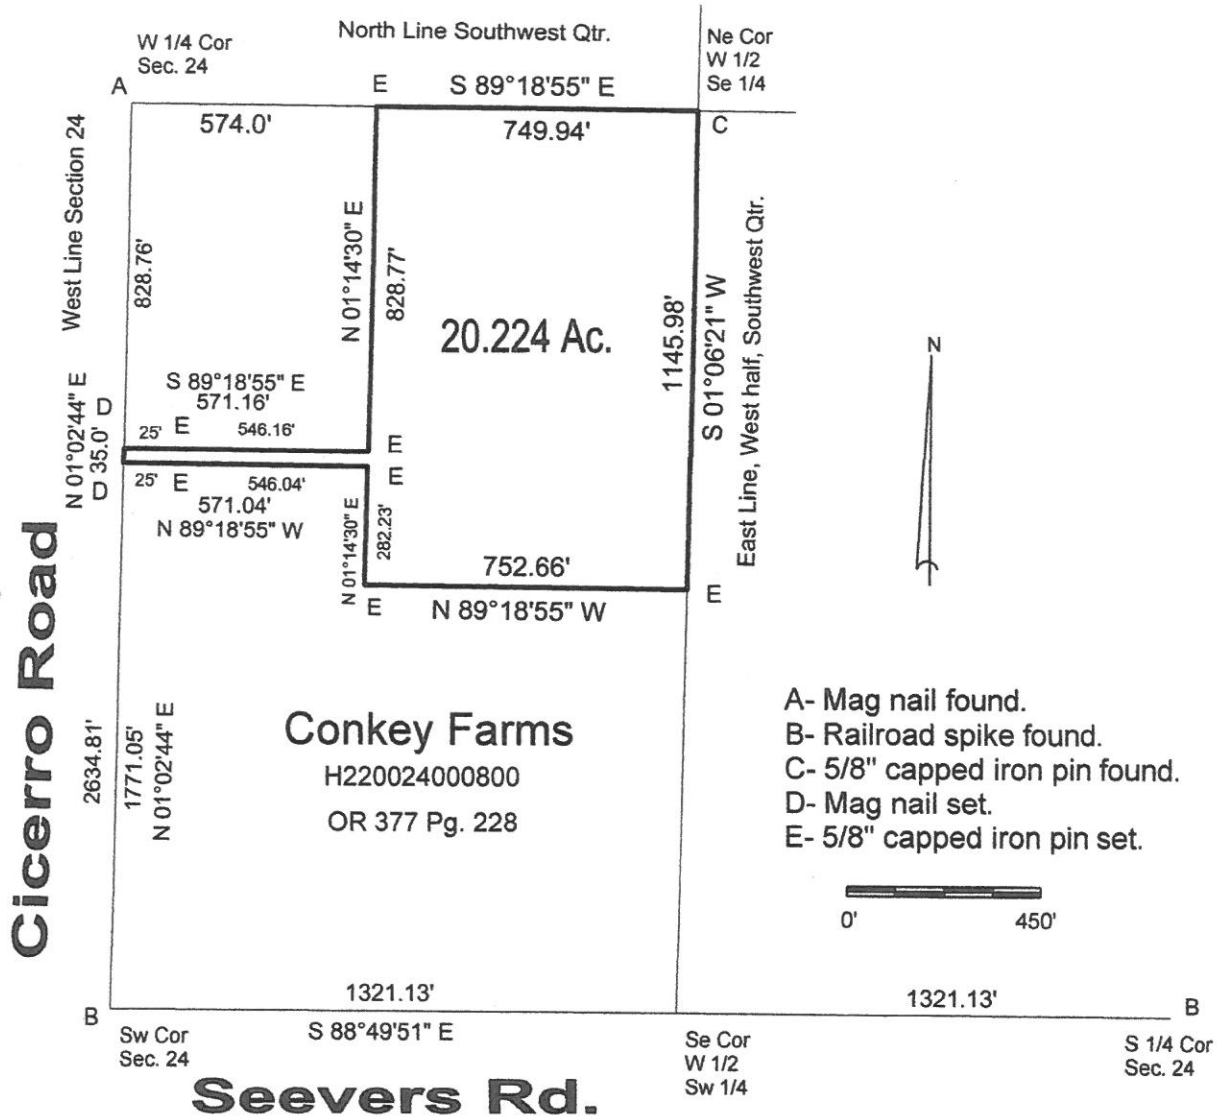 North Line Southwest Qtr.
W 1/4 Cor
Sec. 24
Ne Cor
W 1/2
Se 1/4
A
E
S 89°18'55" E
574.0'
749.94'
C
West Line Section 24
828.76'
N 01°14'30" E
828.77'
20.224 Ac.
1145.98'
S 01°06'21" W
East Line, West half, Southwest Qtr.
N
S 89°18'55" E
571.16'
N 01°02'44" E
35.0'
D
25'
E
546.16'
E
D
25'
E
546.04'
E
571.04'
N 89°18'55" W
N 01°14'30" E
282.23'
752.66'
E
N 89°18'55" W
E
Cicerro Road
2634.81'
1771.05'
N 01°02'44" E
Conkey Farms
H220024000800
OR 377 Pg. 228
A- Mag nail found.
B- Railroad spike found.
C- 5/8" capped iron pin found.
D- Mag nail set.
E- 5/8" capped iron pin set.
0'
450'
1321.13'
1321.13'
B
B
Sw Cor
Sec. 24
S 88°49'51" E
Se Cor
W 1/2
Sw 1/4
S 1/4 Cor
Sec. 24
Seevers Rd.